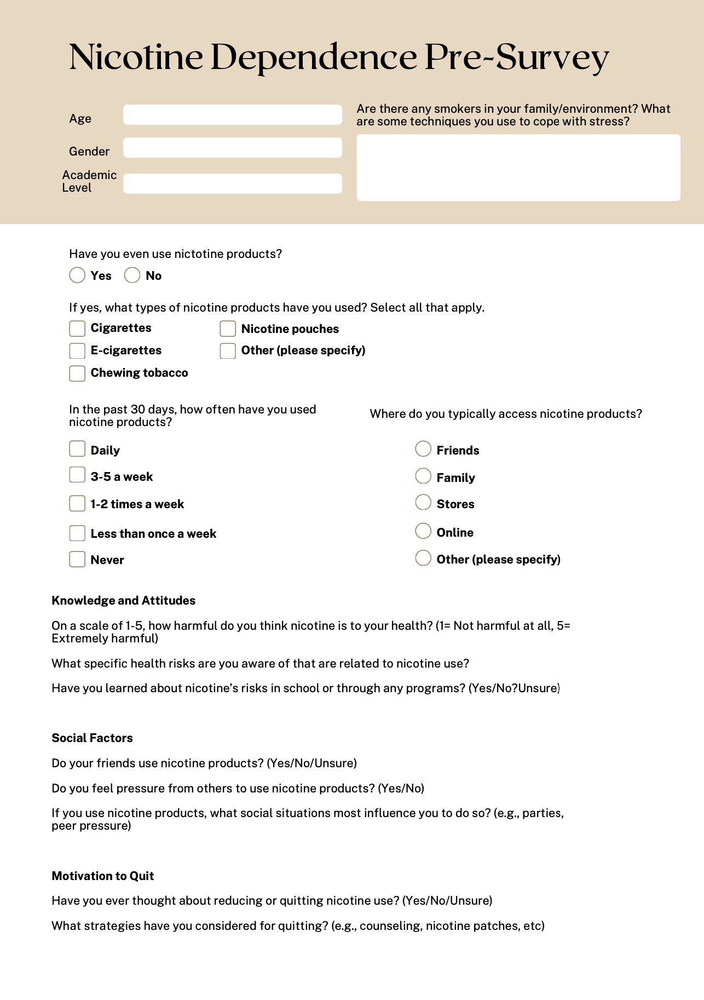 Nicotine Dependence Pre-Survey
Age
Gender
Academic
Level
Are there any smokers in your family/environment? What
are some techniques you use to cope with stress?
Have you even use nictotine products?
Yes No
If yes, what types of nicotine products have you used? Select all that apply.
Cigarettes
Nicotine pouches
E-cigarettes
Other (please specify)
Chewing tobacco
In the past 30 days, how often have you used
nicotine products?
Daily
3-5 a week
1-2 times a week
Less than once a week
Never
Where do you typically access nicotine products?
Friends
Family
Stores
Online
Other (please specify)
Knowledge and Attitudes
On a scale of 1-5, how harmful do you think nicotine is to your health? (1= Not harmful at all, 5=
Extremely harmful)
What specific health risks are you aware of that are related to nicotine use?
Have you learned about nicotine’s risks in school or through any programs? (Yes/No?Unsure)
Social Factors
Do your friends use nicotine products? (Yes/No/Unsure)
Do you feel pressure from others to use nicotine products? (Yes/No)
If you use nicotine products, what social situations most influence you to do so? (e.g., parties,
peer pressure)
Motivation to Quit
Have you ever thought about reducing or quitting nicotine use? (Yes/No/Unsure)
What strategies have you considered for quitting? (e.g., counseling, nicotine patches, etc)